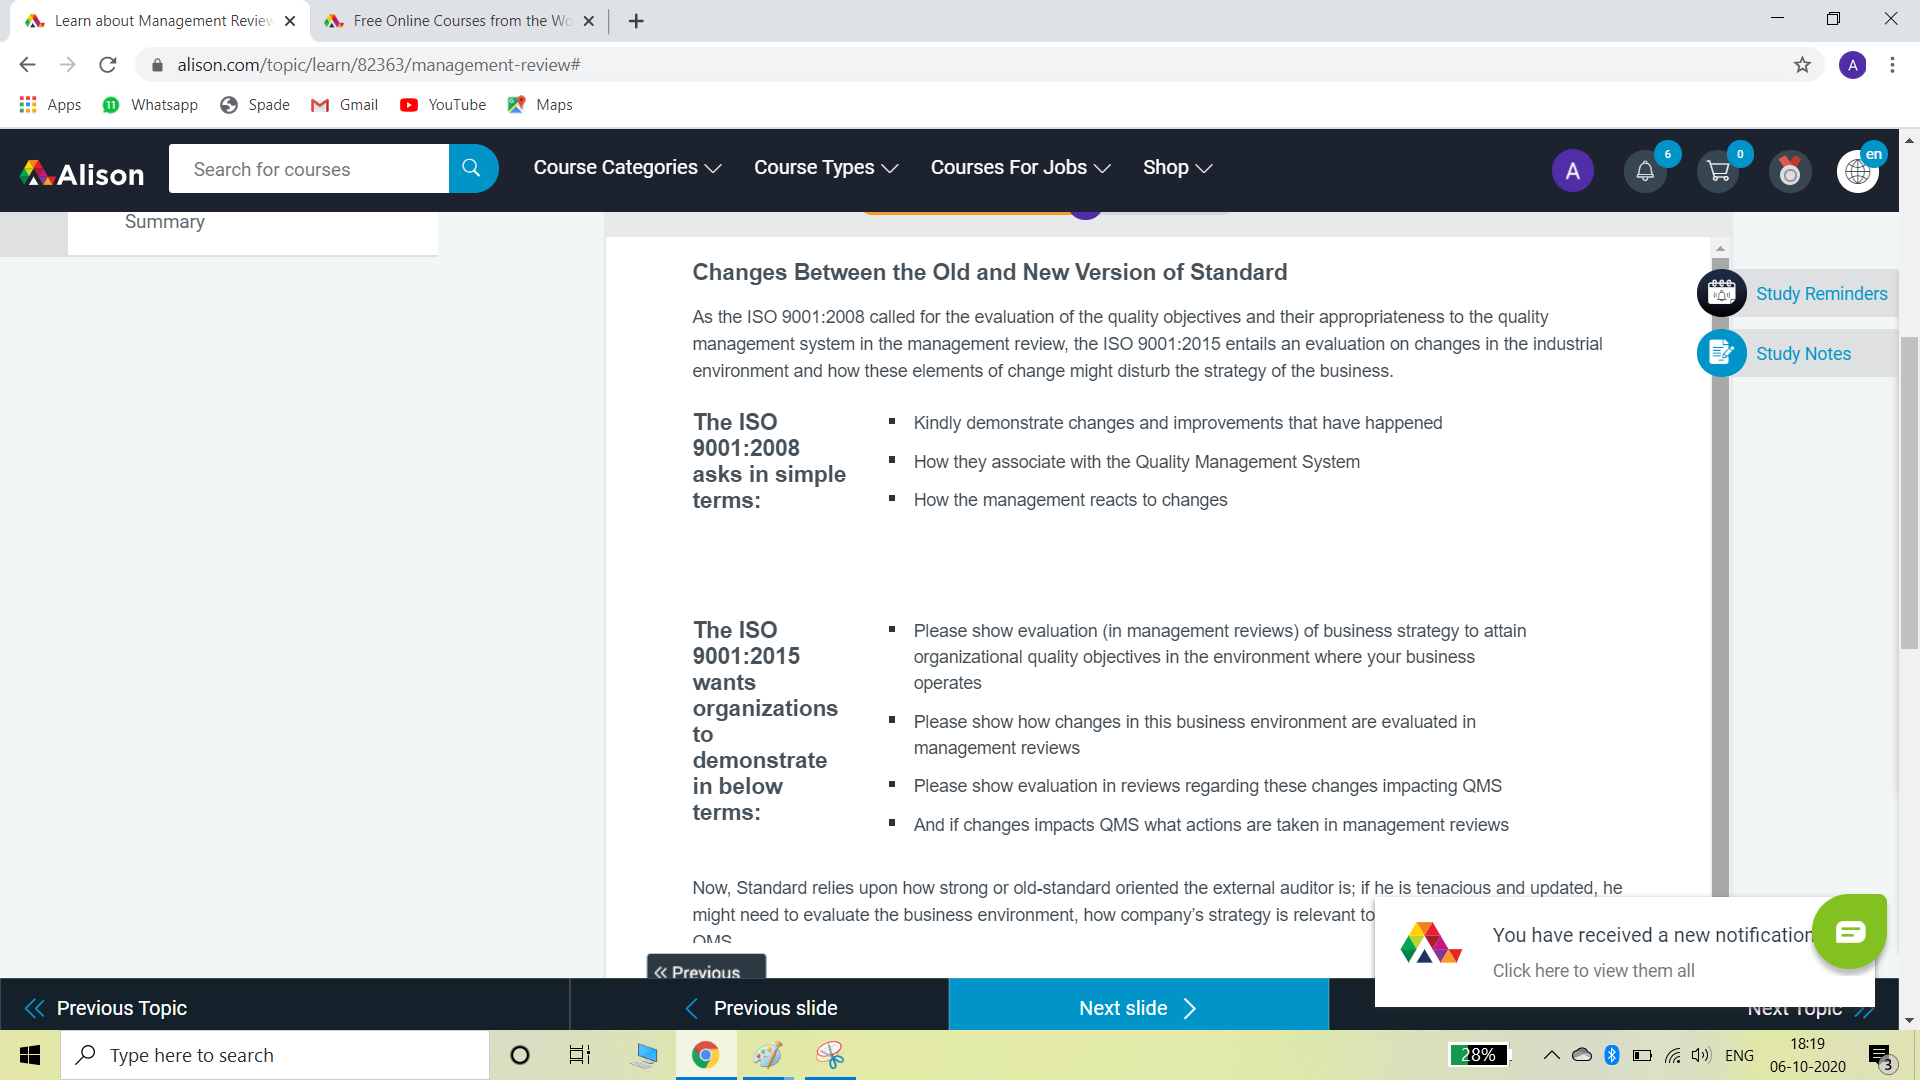 Learn about Management Review
Free Online Courses from the Wo
alison.com/topic/learn/82363/management-review#
A
Apps
11
Whatsapp
Spade
Gmail
YouTube
Maps
Alison
Search for courses
Course Categories
Course Types
Courses For Jobs
Shop
A
6
0
en
Summary
Changes Between the Old and New Version of Standard
As the ISO 9001:2008 called for the evaluation of the quality objectives and their appropriateness to the quality
management system in the management review, the ISO 9001:2015 entails an evaluation on changes in the industrial
environment and how these elements of change might disturb the strategy of the business.
Study Reminders
Study Notes
The ISO
9001:2008
asks in simple
terms:
Kindly demonstrate changes and improvements that have happened
How they associate with the Quality Management System
How the management reacts to changes
The ISO
9001:2015
wants
organizations
to
demonstrate
in below
terms:
Please show evaluation (in management reviews) of business strategy to attain
organizational quality objectives in the environment where your business
operates
Please show how changes in this business environment are evaluated in
management reviews
Please show evaluation in reviews regarding these changes impacting QMS
And if changes impacts QMS what actions are taken in management reviews
Now, Standard relies upon how strong or old-standard oriented the external auditor is; if he is tenacious and updated, he
might need to evaluate the business environment, how company's strategy is relevant to
QMS
You have received a new notification
Click here to view them all
Previous
Previous Topic
Previous slide
Next slide
Next Topic
Type here to search
28%
ENG
18:19
06-10-2020
3